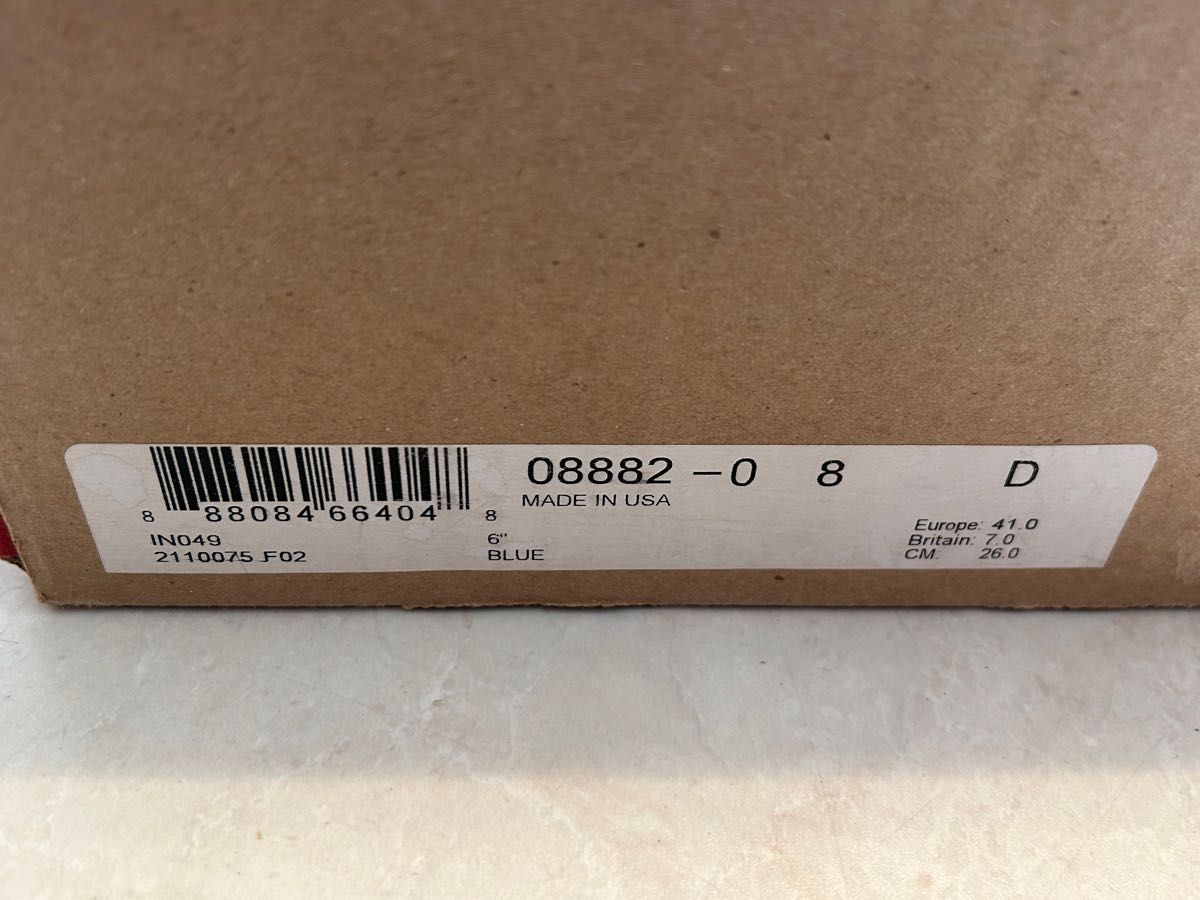 08882 -0 8 D
MADE IN USA
8 88084 66404 8
IN049
2110075 F02
6"
BLUE
Europe: 41.0
Britain: 7.0
CM: 26.0